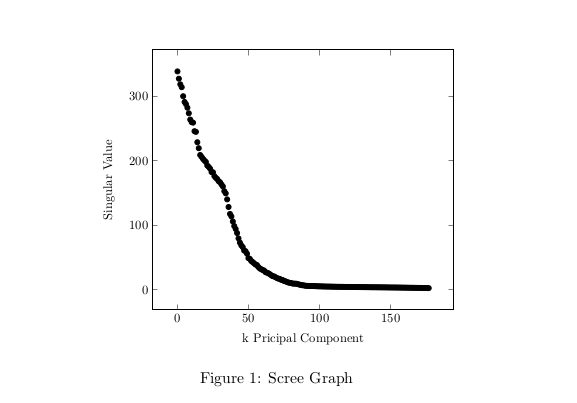 300
200
100
0
Singular Value
0 50 100 150
k Pricipal Component
Figure 1: Scree Graph